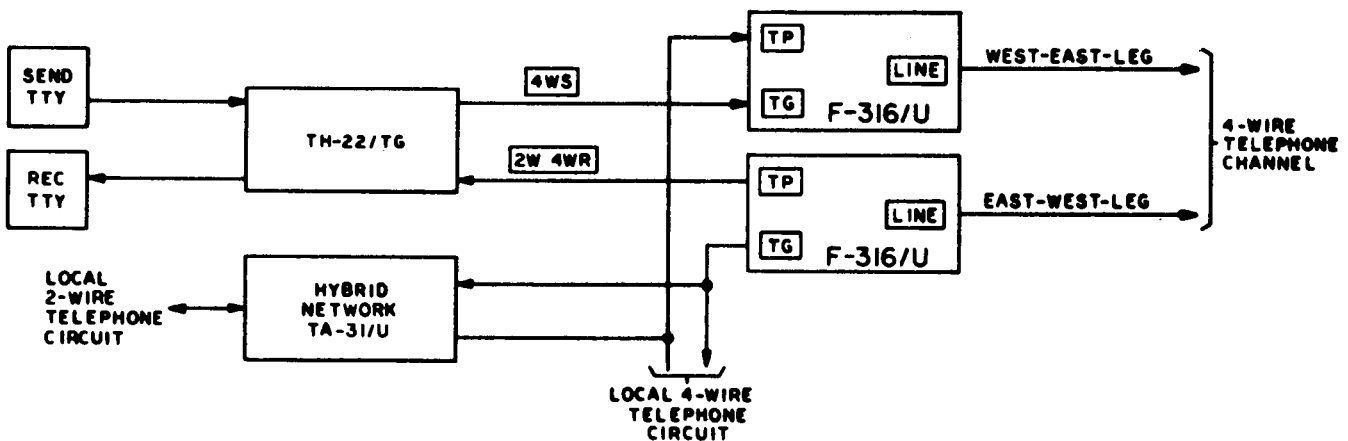 SEND
TTY
REC
TTY
TH-22/TG
4WS
2W 4WR
TP
TG
LINE
F-316/U
TP
TG
LINE
F-316/U
WEST-EAST-LEG
EAST-WEST-LEG
4-WIRE
TELEPHONE
CHANNEL
LOCAL
2-WIRE
TELEPHONE
CIRCUIT
HYBRID
NETWORK
TA-31/U
LOCAL 4-WIRE
TELEPHONE
CIRCUIT